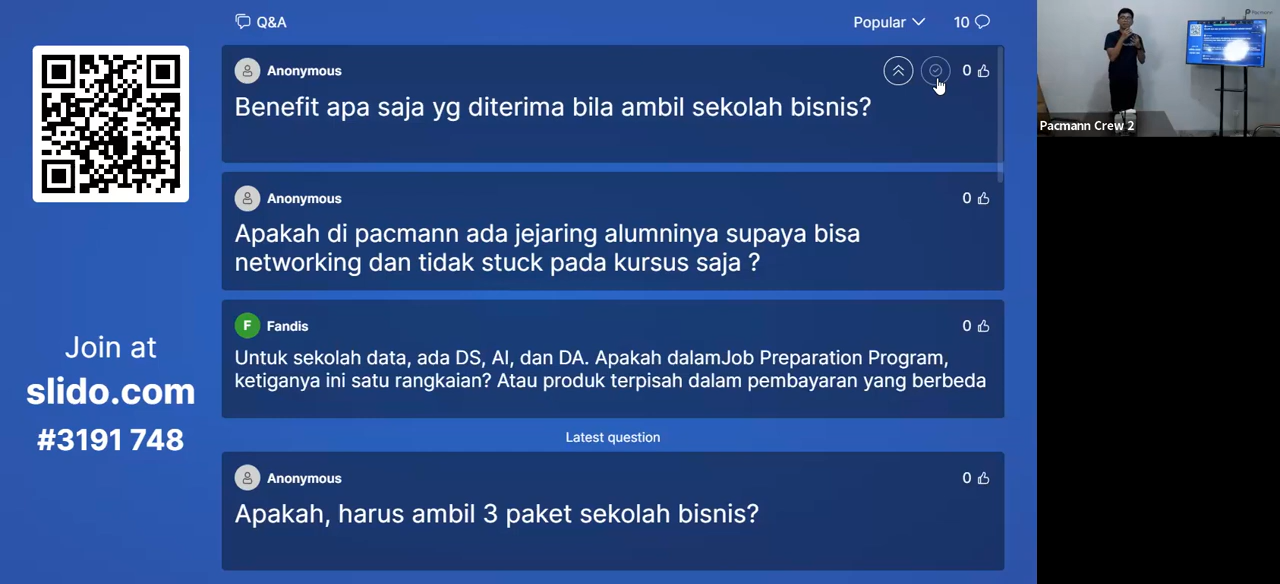 Q&A
Popular
10
Anonymous
0
Benefit apa saja yg diterima bila ambil sekolah bisnis?
Anonymous
0
Apakah di pacmann ada jejaring alumninya supaya bisa
networking dan tidak stuck pada kursus saja ?
F
Fandis
0
Untuk sekolah data, ada DS, AI, dan DA. Apakah dalamJob Preparation Program,
ketiganya ini satu rangkaian? Atau produk terpisah dalam pembayaran yang berbeda
Latest question
Anonymous
0
Apakah, harus ambil 3 paket sekolah bisnis?
Join at
slido.com
#3191 748
Pacmann
Pacmann Crew 2